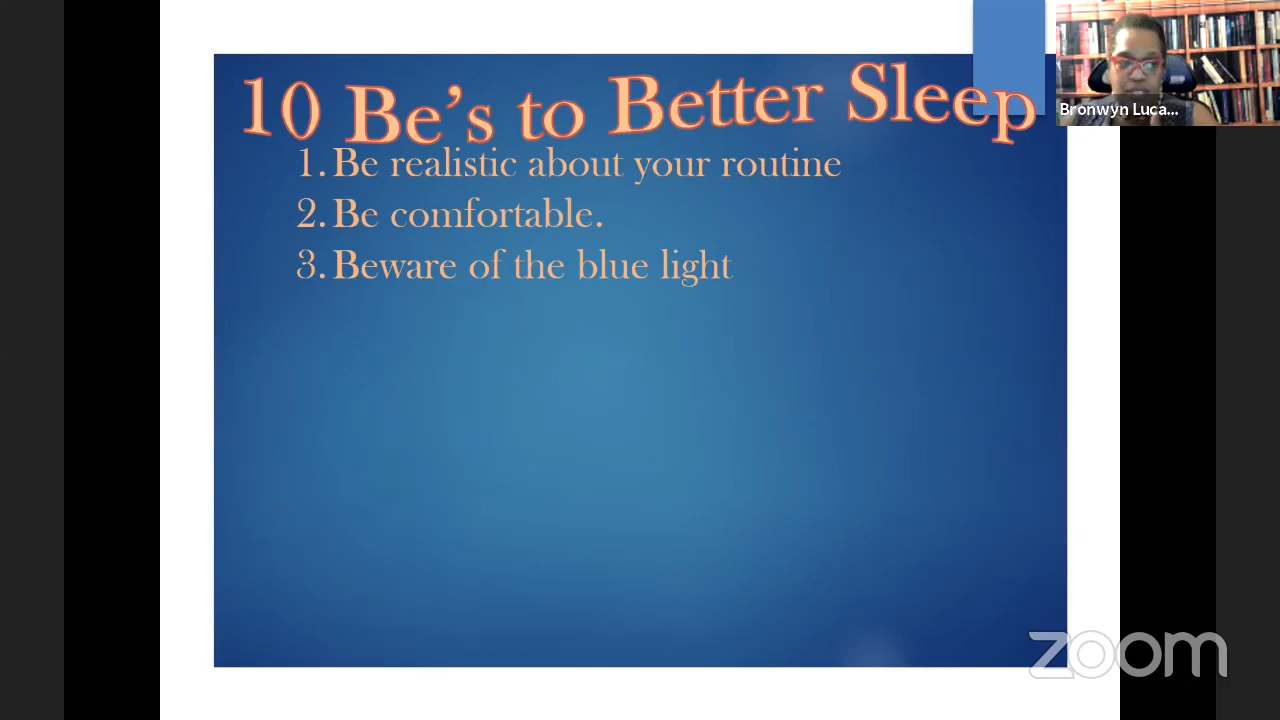 10 Be's to Better Sleep
1. Be realistic about your routine
2. Be comfortable.
3. Beware of the blue light
Bronwyn Luca...
zoom